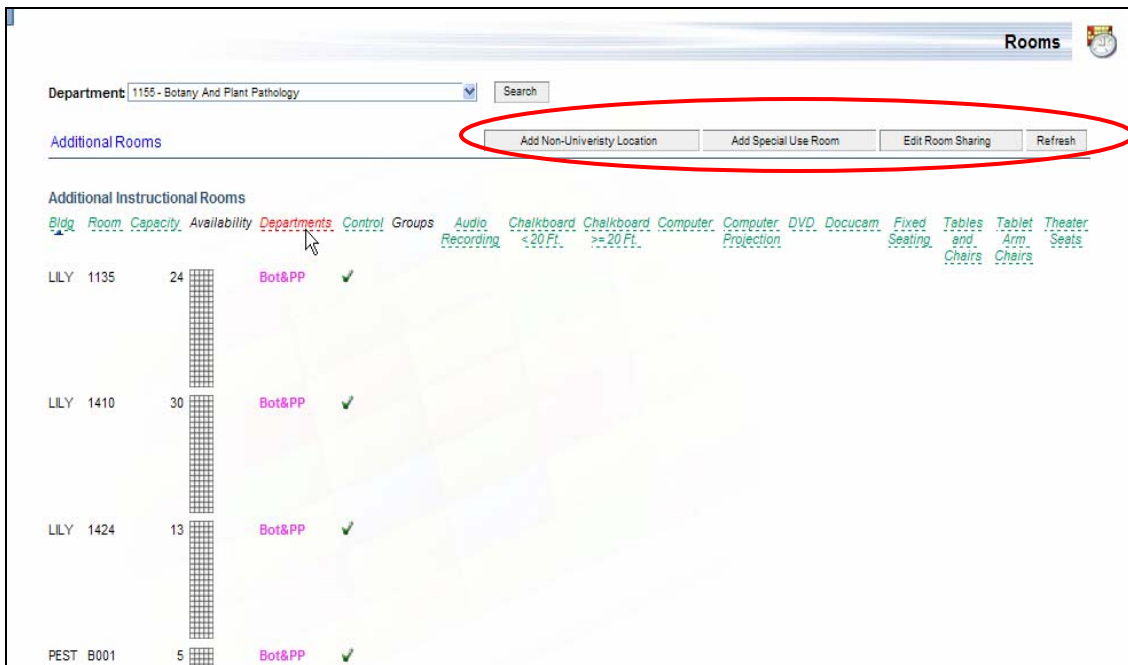 Rooms
Department: 1155 - Botany And Plant Pathology Search
Additional Rooms Add Non-Univeristy Location Add Special Use Room Edit Room Sharing Refresh
Additional Instructional Rooms
Bldg Room Capacity Availability Departments Control Groups Audio Recording Chalkboard < 20 Ft. Chalkboard >= 20 Ft. Computer Computer Projection DVD Docucam Fixed Seating Tables and Chairs Tablet Arm Chairs Theater Seats
LILY 1135 24 Bot&PP
LILY 1410 30 Bot&PP
LILY 1424 13 Bot&PP
PEST B001 5 Bot&PP